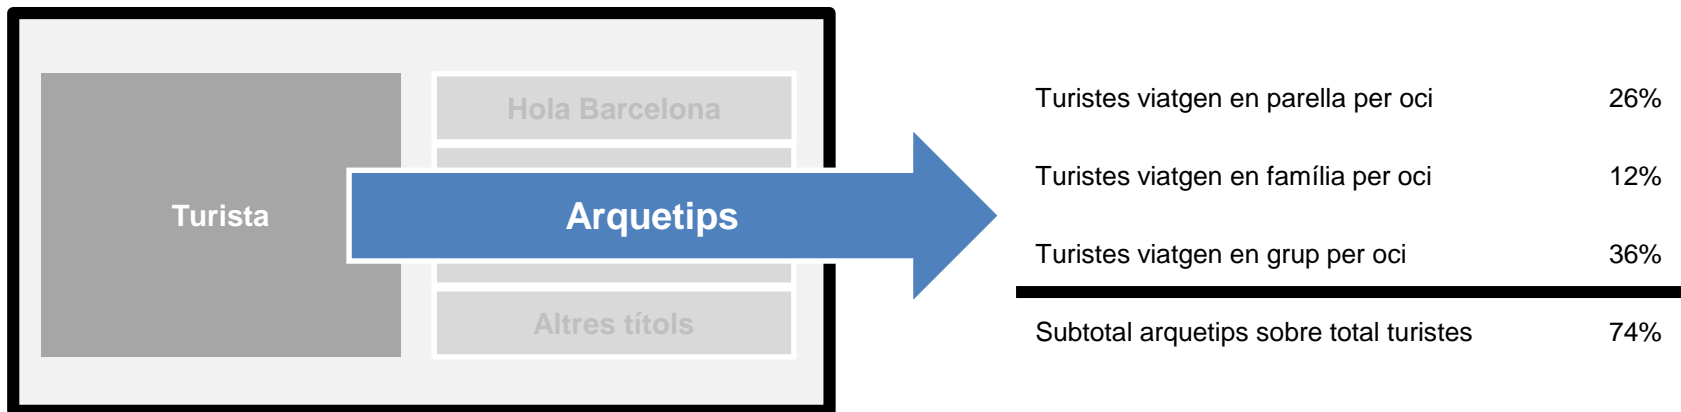 Hola Barcelona
Turista
Arquetips
Altres títols
Turistes viatgen en parella per oci 26%
Turistes viatgen en família per oci 12%
Turistes viatgen en grup per oci 36%
Subtotal arquetips sobre total turistes 74%